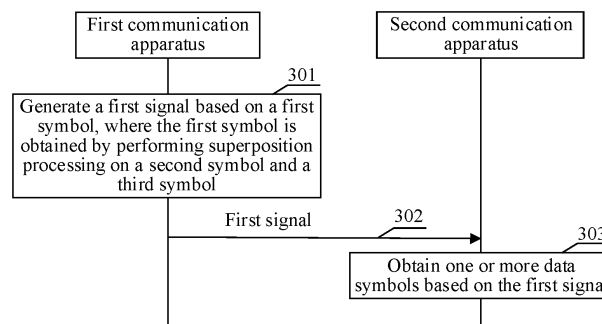 First communication
apparatus
Second communication
apparatus
301
Generate a first signal based on a first
symbol, where the first symbol is
obtained by performing superposition
processing on a second symbol and a
third symbol
First signal
302
303
Obtain one or more data
symbols based on the first signal